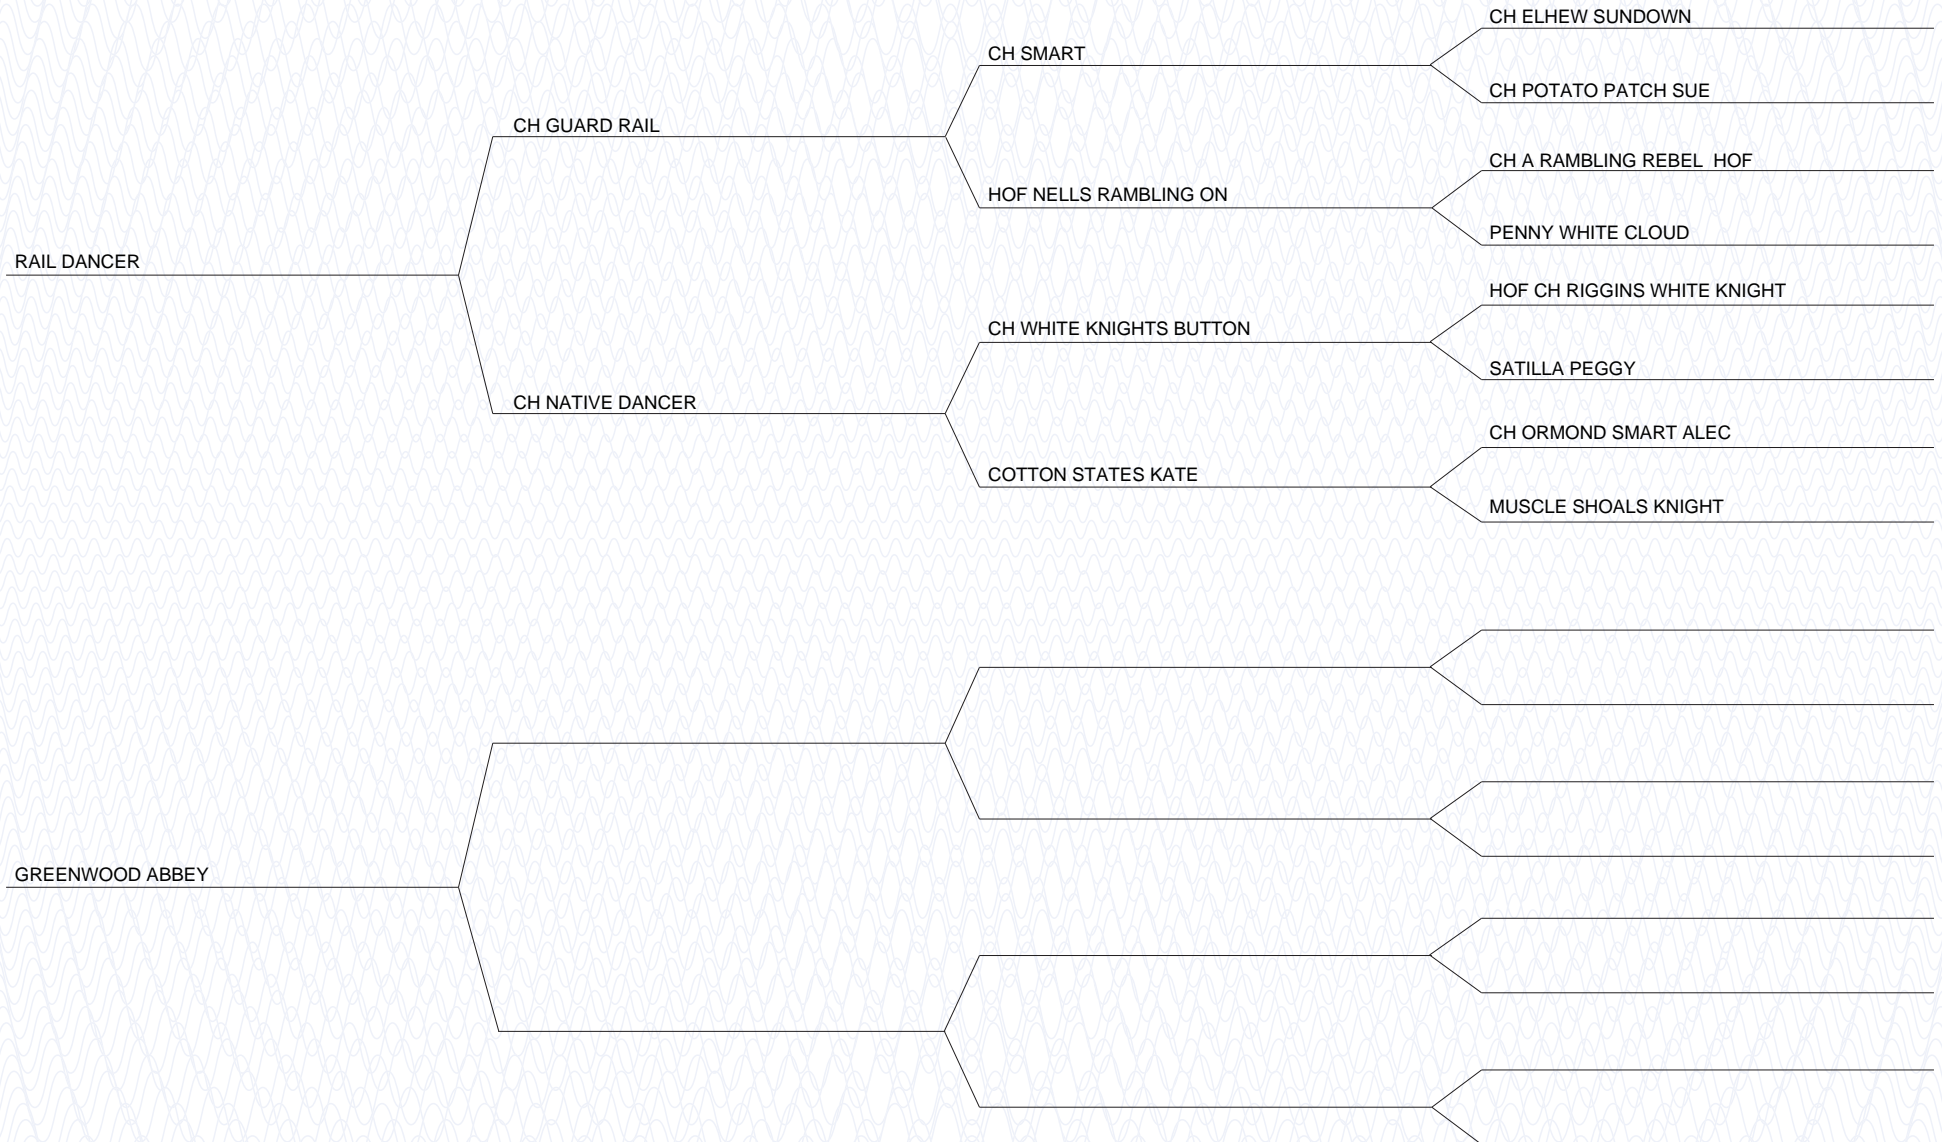 CH ELHEW SUNDOWN
CH SMART
CH POTATO PATCH SUE
CH GUARD RAIL
CH A RAMBLING REBEL  HOF
HOF NELLS RAMBLING ON
PENNY WHITE CLOUD
RAIL DANCER
HOF CH RIGGINS WHITE KNIGHT
CH WHITE KNIGHTS BUTTON
SATILLA PEGGY
CH NATIVE DANCER
CH ORMOND SMART ALEC
COTTON STATES KATE
MUSCLE SHOALS KNIGHT
GREENWOOD ABBEY